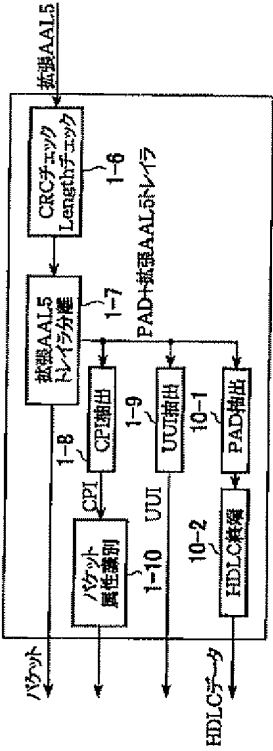 拡張AAL5
CRCチェック
Lengthチェック
1-6
拡張AAL5
トレイラ分離
1-7
PAD+拡張AAL5トレイラ
CPI抽出
1-8
UUI抽出
1-9
PAD抽出
10-1
CPI
UUI
パケット
属性識別
1-10
HDLC終端
10-2
パケット
HDLCデータ